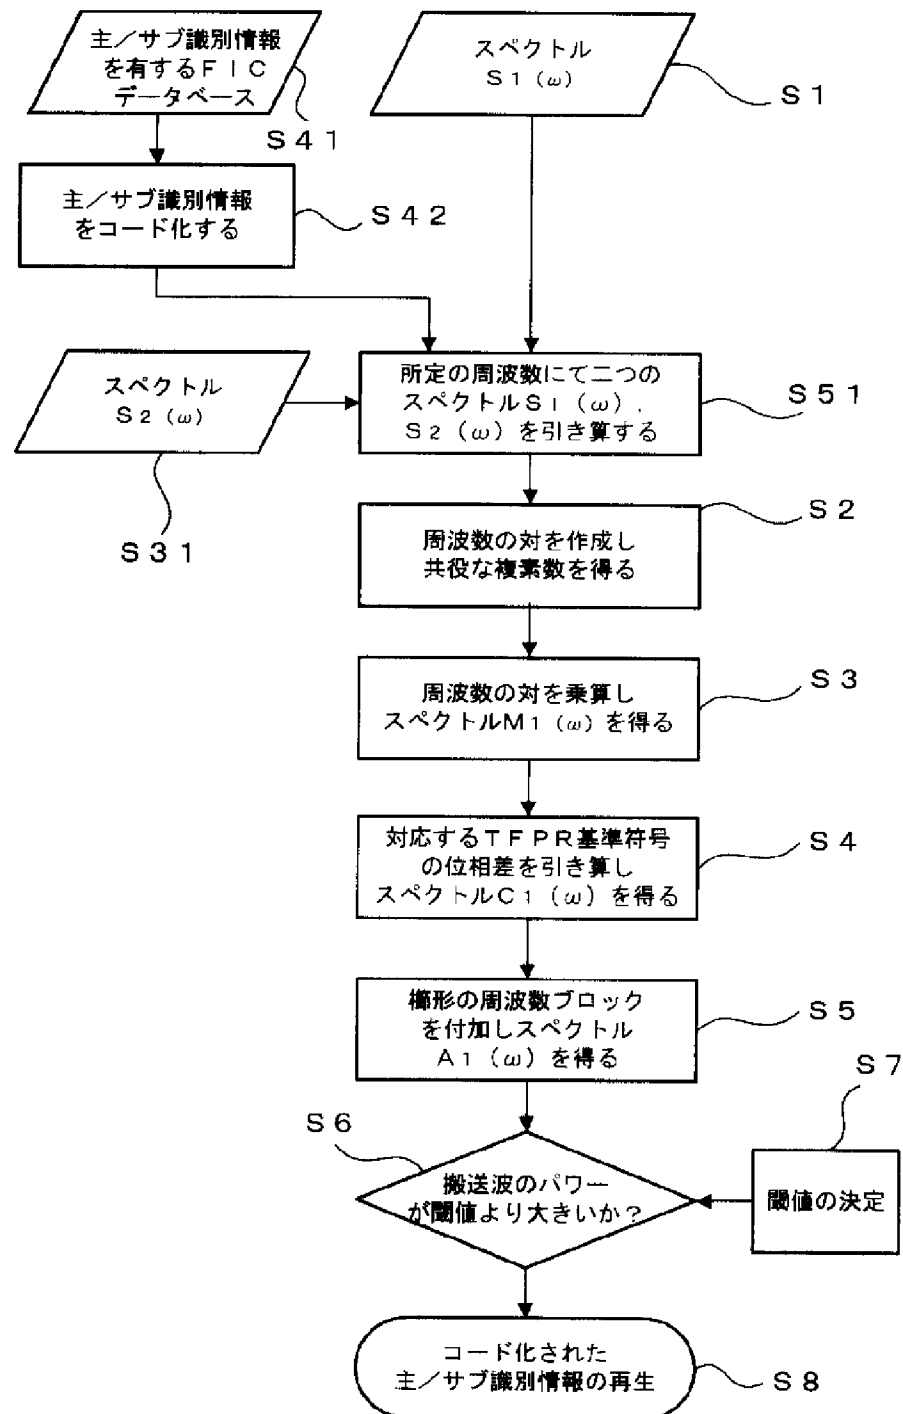 主／サブ識別情報
を有するＦＩＣ
データベース
Ｓ４１
スペクトル
Ｓ１（ω）
Ｓ１
主／サブ識別情報
をコード化する
Ｓ４２
スペクトル
Ｓ２（ω）
Ｓ３１
所定の周波数にて二つの
スペクトルＳ１（ω）．
Ｓ２（ω）を引き算する
Ｓ５１
周波数の対を作成し
共役な複素数を得る
Ｓ２
周波数の対を乗算し
スペクトルＭ１（ω）を得る
Ｓ３
対応するＴＦＰＲ基準符号
の位相差を引き算し
スペクトルＣ１（ω）を得る
Ｓ４
櫛形の周波数ブロック
を付加しスペクトル
Ａ１（ω）を得る
Ｓ５
Ｓ６
搬送波のパワー
が閾値より大きいか？
Ｓ７
閾値の決定
コード化された
主／サブ識別情報の再生
Ｓ８